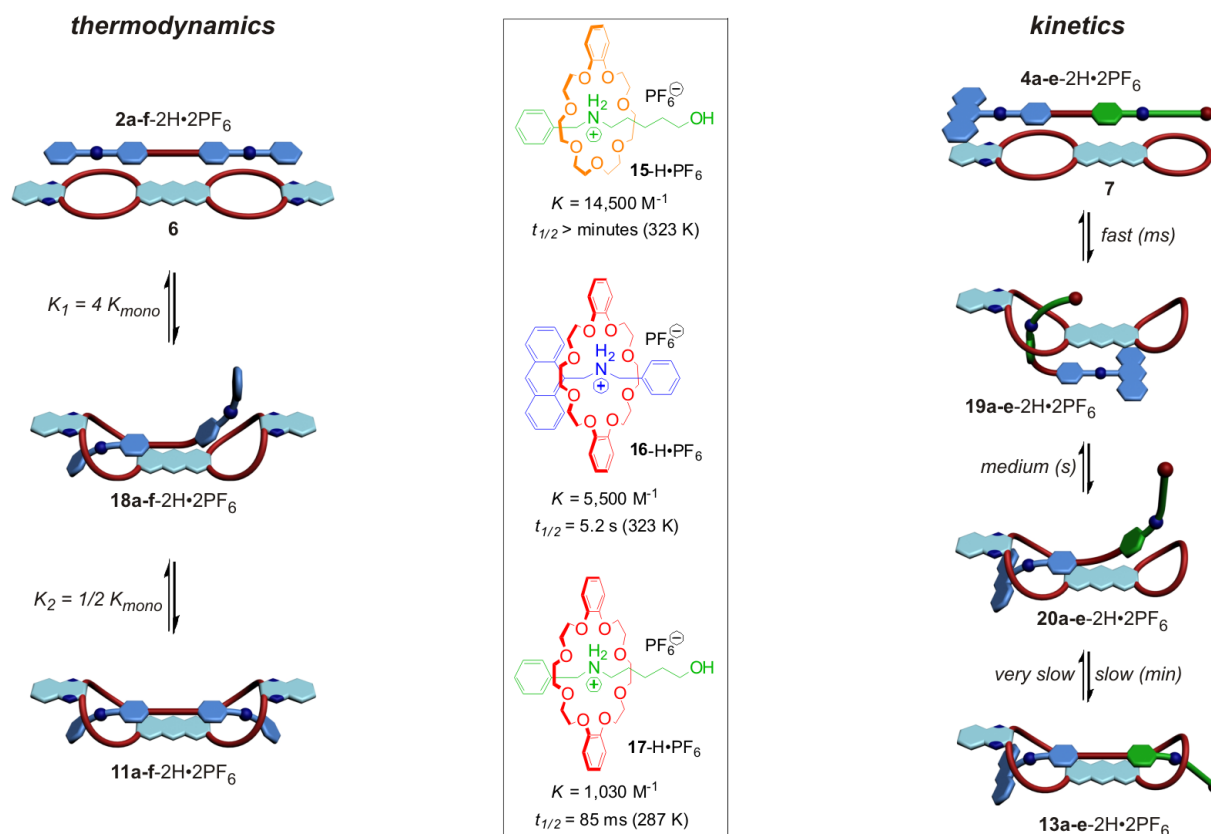 thermodynamics
2a-f-2H•2PF6
6
K1 = 4 Kmono
18a-f-2H•2PF6
K2 = 1/2 Kmono
11a-f-2H•2PF6
O
O
O
O
O
O
O
H2
N
+
PF6⊖
OH
15-H•PF6
K = 14,500 M-1
t1/2 > minutes (323 K)
O
O
O
O
O
O
O
O
H2
N
+
PF6⊖
16-H•PF6
K = 5,500 M-1
t1/2 = 5.2 s (323 K)
O
O
O
O
O
O
O
O
H2
N
+
PF6⊖
OH
17-H•PF6
K = 1,030 M-1
t1/2 = 85 ms (287 K)
kinetics
4a-e-2H•2PF6
7
fast (ms)
19a-e-2H•2PF6
medium (s)
20a-e-2H•2PF6
very slow
slow (min)
13a-e-2H•2PF6